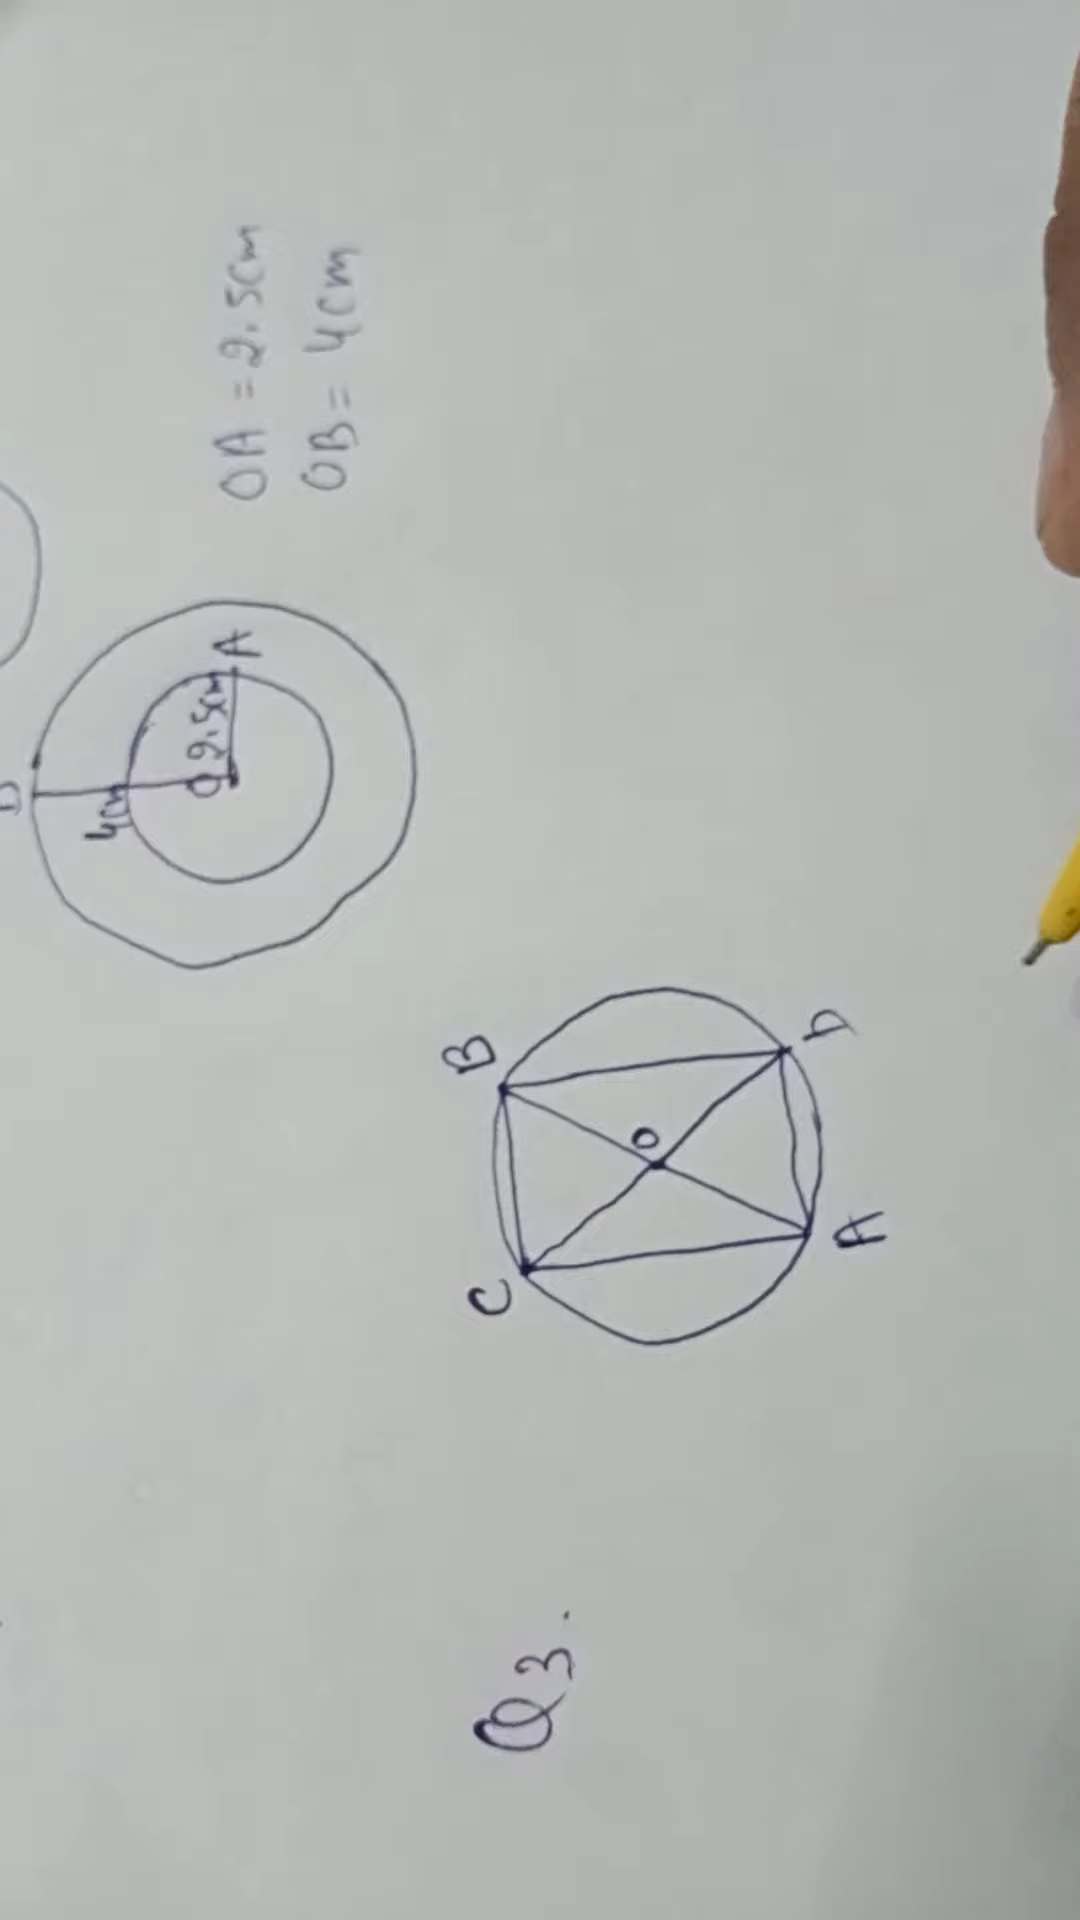 OA = 2.5cm
OB = 4cm
A
2.5cm
O
4cm
B
D
O
C
A
Q3.